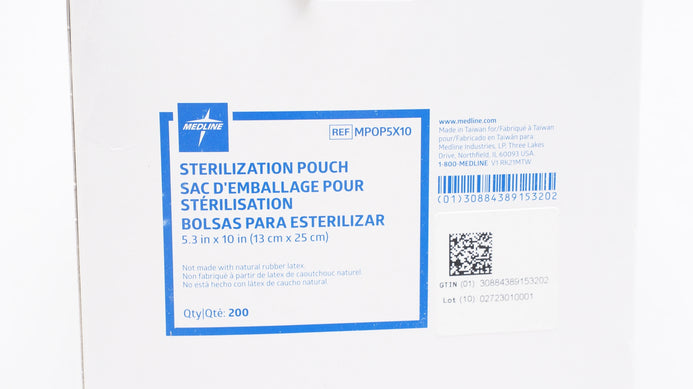 MEDLINE
REF MPOP5X10
STERILIZATION POUCH
SAC D'EMBALLAGE POUR
STÉRILISATION
BOLSAS PARA ESTERILIZAR
5.3 in x 10 in (13 cm x 25 cm)
Not made with natural rubber latex.
Non fabriqué à partir de latex de caoutchouc naturel.
No está hecho con látex de caucho natural.
Qty|Qté: 200
www.medline.com
Made in Taiwan for/Fabriqué à Taiwan
pour/Fabricado en Taiwán para:
Medline Industries, LP, Three Lakes
Drive, Northfield, IL 60093 USA.
1-800-MEDLINE V1 RK21MTW
(01)30884389153202
GTIN (01) 30884389153202
Lot (10) 02723010001